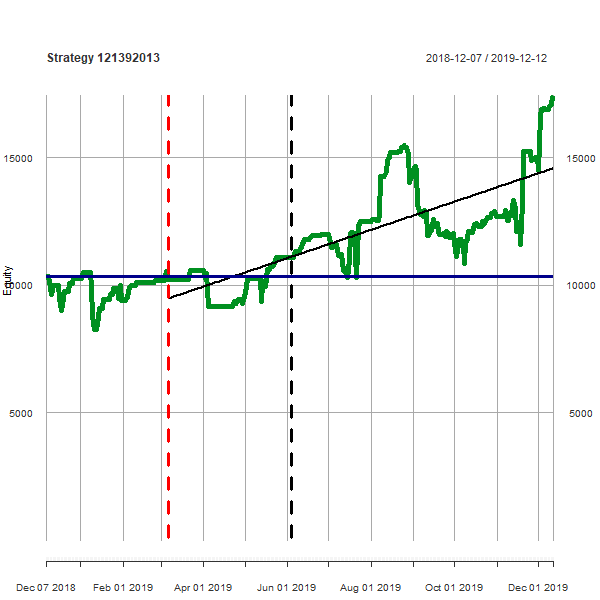 Strategy 121392013
2018-12-07 / 2019-12-12
15000
15000
Equity
10000
10000
5000
5000
Dec 07 2018
Feb 01 2019
Apr 01 2019
Jun 01 2019
Aug 01 2019
Oct 01 2019
Dec 01 2019